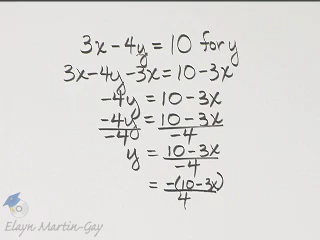 3x - 4y = 10 for y
3x - 4y - 3x = 10 - 3x
-4y = 10 - 3x
-4y/-4 = 10 - 3x/-4
y = 10 - 3x/-4
= -(10 - 3x)/4
Elayn Martin-Gay